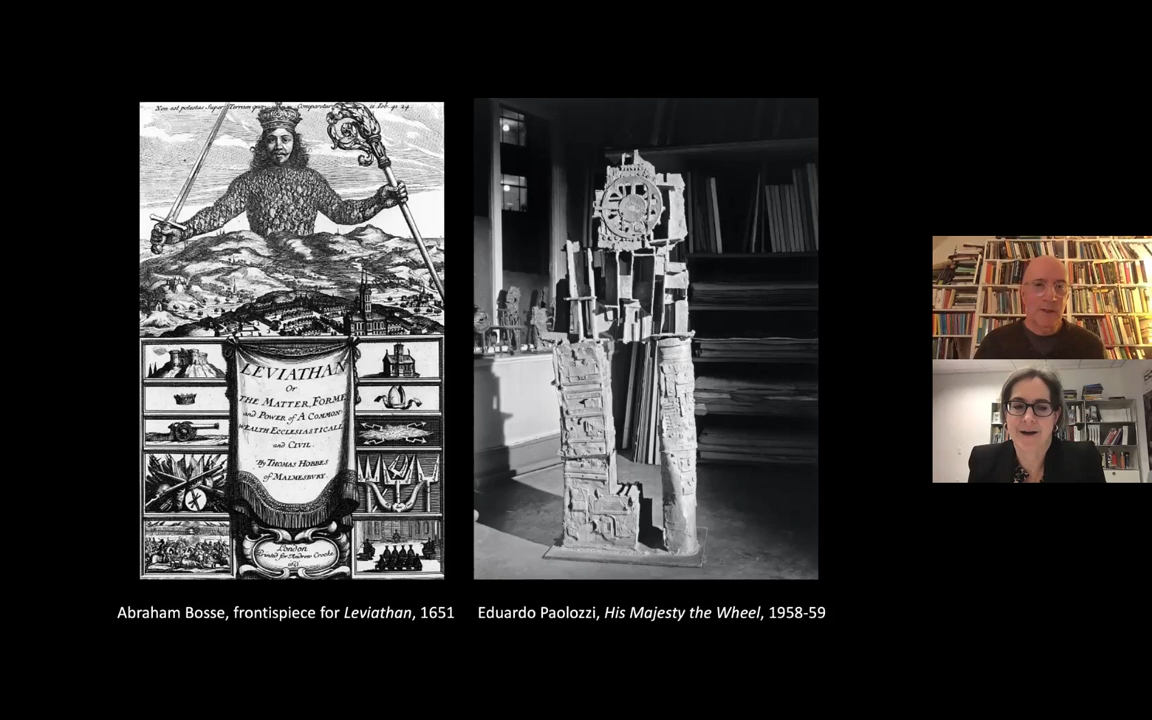 Non est potestas Super Terram quæ Comparetur ei Iob. 41 24
LEVIATHAN
Or
THE MATTER, FORME
and POWER of A COMMON-
WEALTH ECCLESIASTICALL
and CIVIL.
By THOMAS HOBBES
of MALMESBURY.
London
Printed for Andrew Crooke
1651
Abraham Bosse, frontispiece for Leviathan, 1651
Eduardo Paolozzi, His Majesty the Wheel, 1958-59